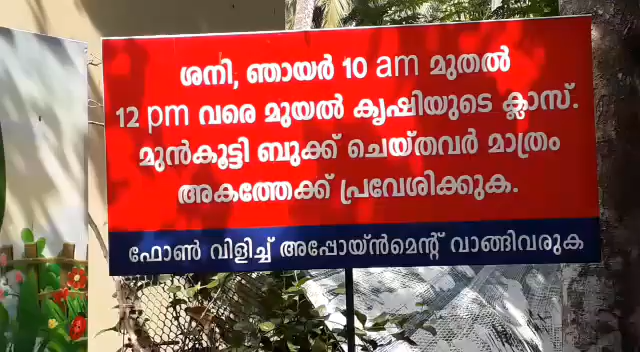 ശനി, ഞായർ 10 am മുതൽ
12 pm വരെ മുയൽ കൃഷിയുടെ ക്ലാസ്.
മുൻകൂട്ടി ബുക്ക് ചെയ്തവർ മാത്രം
അകത്തേക്ക് പ്രവേശിക്കുക.
ഫോൺ വിളിച്ച് അപ്പോയ്ൻമെന്റ് വാങ്ങിവരുക